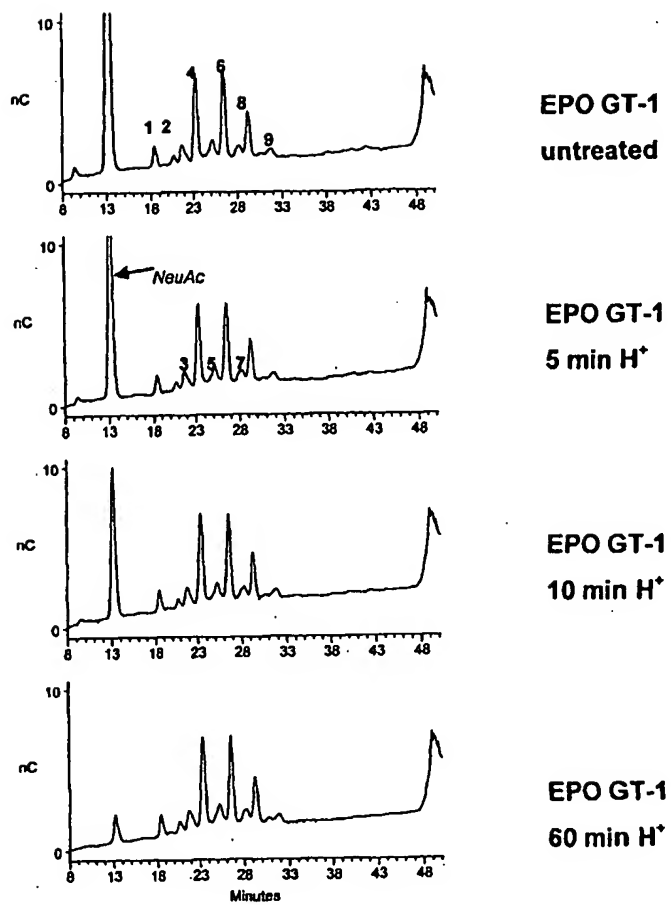 10
nC
0
1 2 4 6 8 9
8 13 18 23 28 33 38 43 48
EPO GT-1
untreated
10
nC
0
NeuAc
3 5 7
8 13 18 23 28 33 38 43 48
EPO GT-1
5 min H⁺
10
nC
0
8 13 18 23 28 33 38 43 48
EPO GT-1
10 min H⁺
10
nC
0
8 13 18 23 28 33 38 43 48
Minutes
EPO GT-1
60 min H⁺